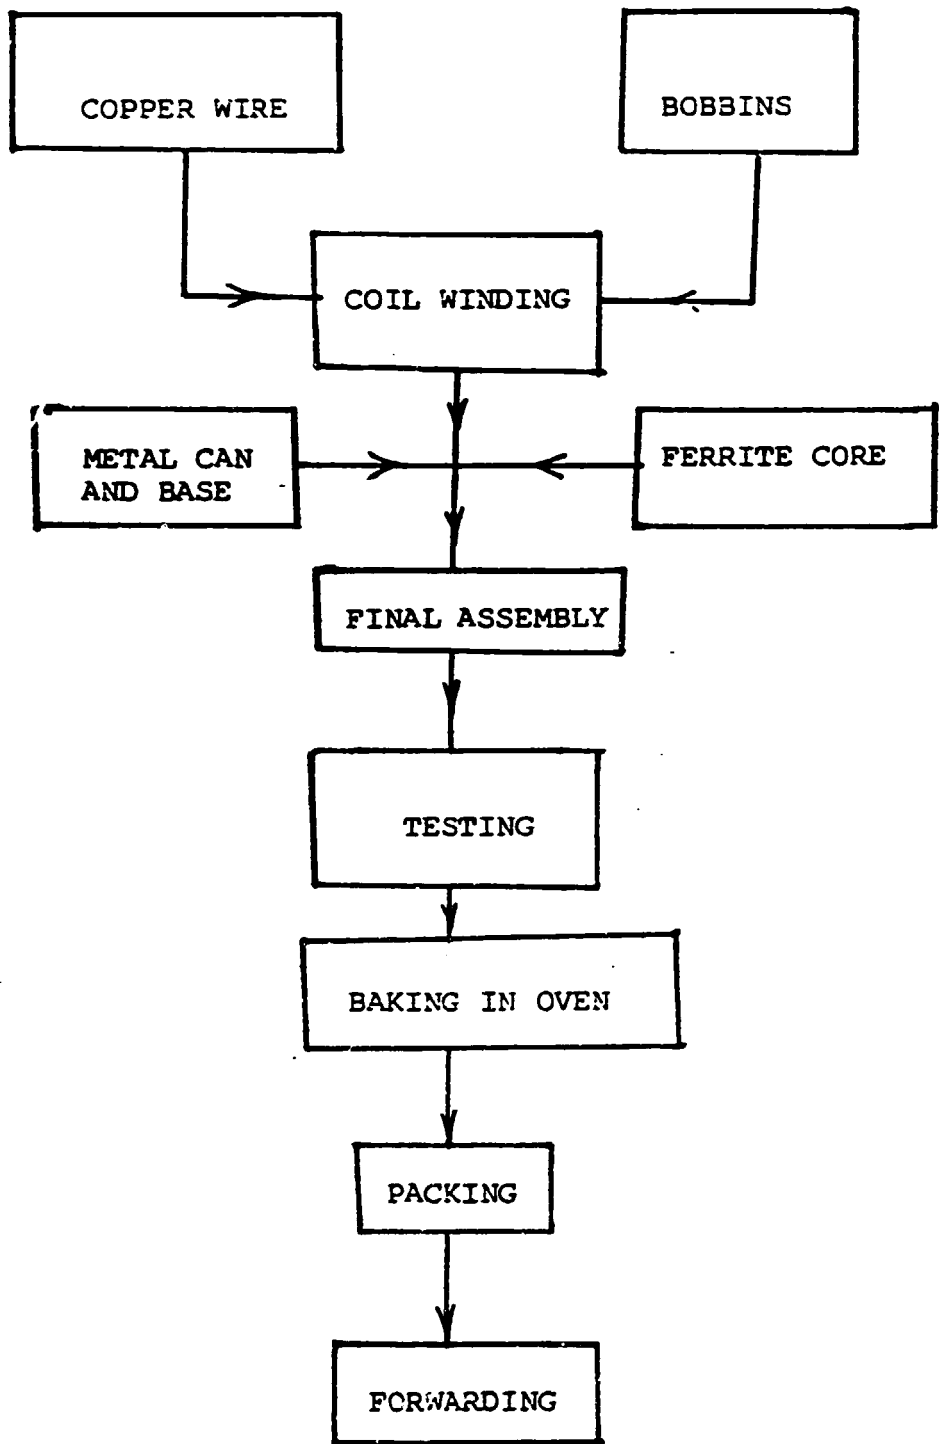 COPPER WIRE
BOBBINS
COIL WINDING
METAL CAN
AND BASE
FERRITE CORE
FINAL ASSEMBLY
TESTING
BAKING IN OVEN
PACKING
FORWARDING